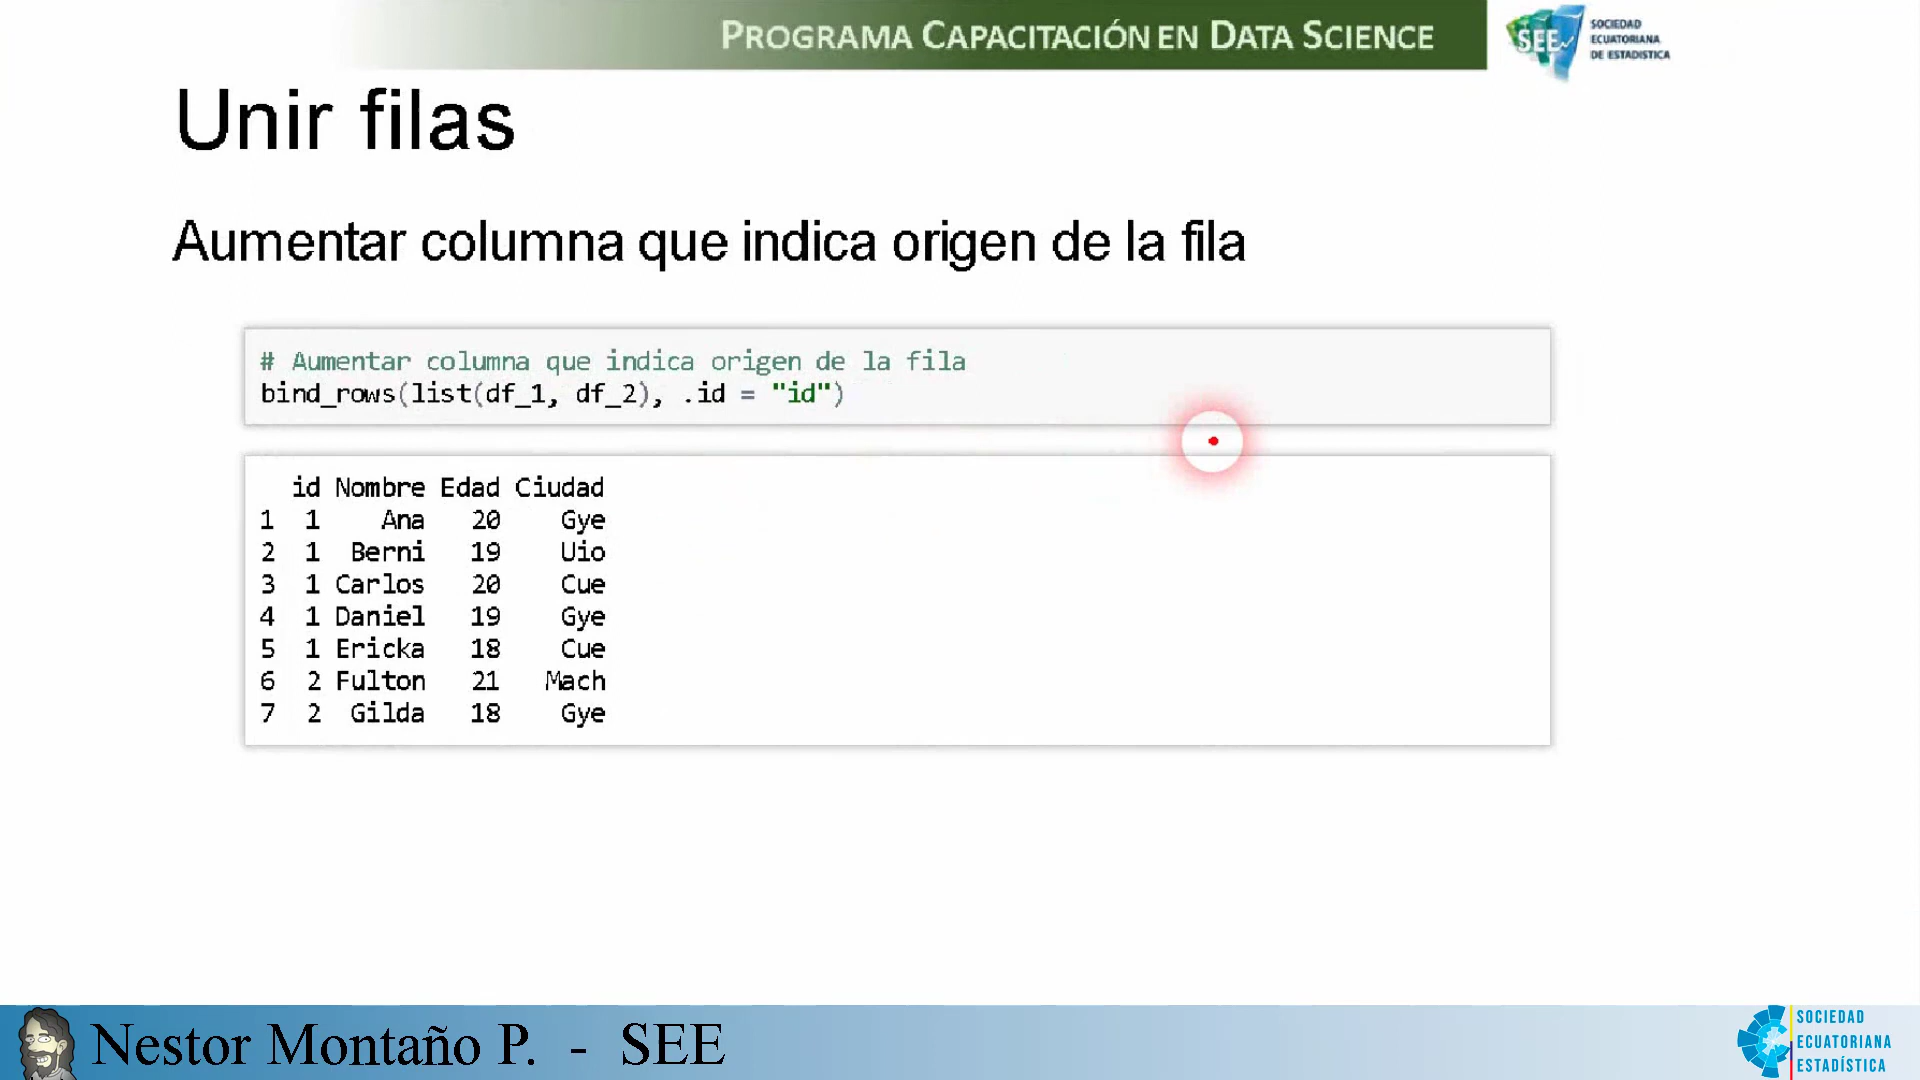 PROGRAMA CAPACITACIÓN EN DATA SCIENCE
SEE
SOCIEDAD
ECUATORIANA
DE ESTADISTICA
Unir filas
Aumentar columna que indica origen de la fila
# Aumentar columna que indica origen de la fila
bind_rows(list(df_1, df_2), .id = "id")
id Nombre Edad Ciudad
1 1 Ana 20 Gye
2 1 Berni 19 Uio
3 1 Carlos 20 Cue
4 1 Daniel 19 Gye
5 1 Ericka 18 Cue
6 2 Fulton 21 Mach
7 2 Gilda 18 Gye
Nestor Montaño P. - SEE
SOCIEDAD
ECUATORIANA
ESTADÍSTICA